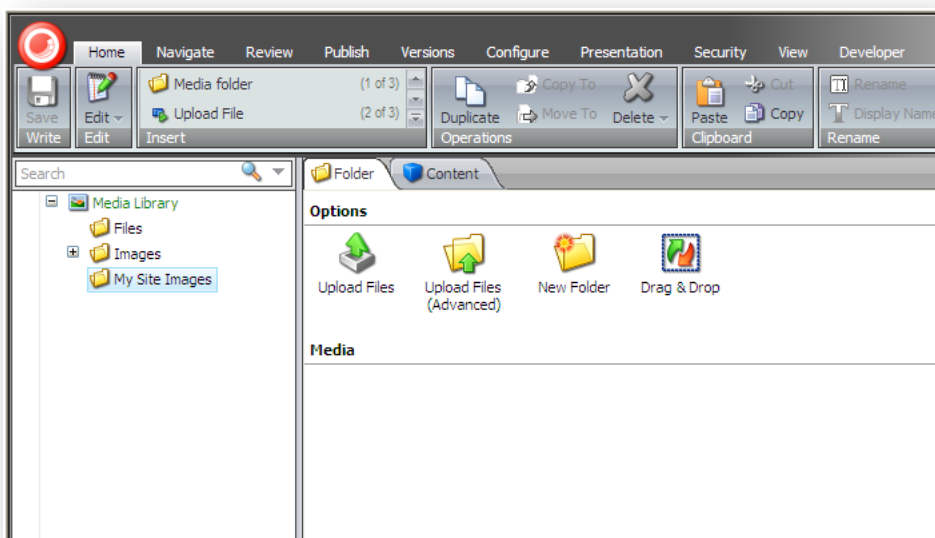 Home Navigate Review Publish Versions Configure Presentation Security View Developer
Media folder (1 of 3) Copy To Cut Rename
Save Edit Upload File (2 of 3) Duplicate Move To Delete Paste Copy Display Name
Write Edit Insert Operations Clipboard Rename
Search Folder Content
Media Library
Options
Files
Images
My Site Images
Upload Files Upload Files (Advanced) New Folder Drag & Drop
Media